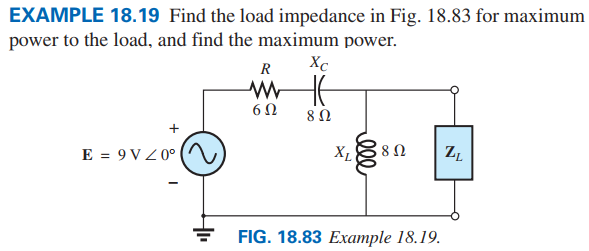 EXAMPLE 18.19 Find the load impedance in Fig. 18.83 for maximum
power to the load, and find the maximum power.
R
X_C
6 Ω
8 Ω
+
E = 9 V ∠ 0°
–
X_L
8 Ω
Z_L
FIG. 18.83 Example 18.19.